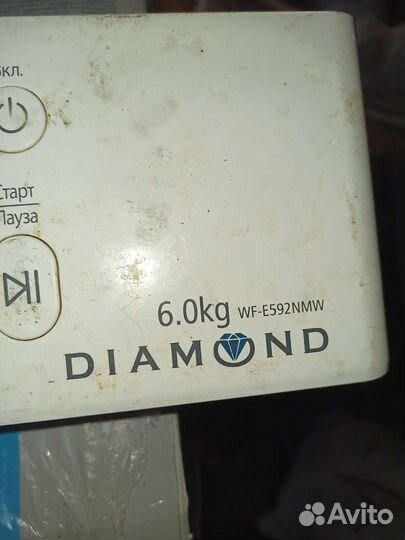 кл.
Старт
Пауза
6.0kg WF-E592NMW
DIAMOND
Avito